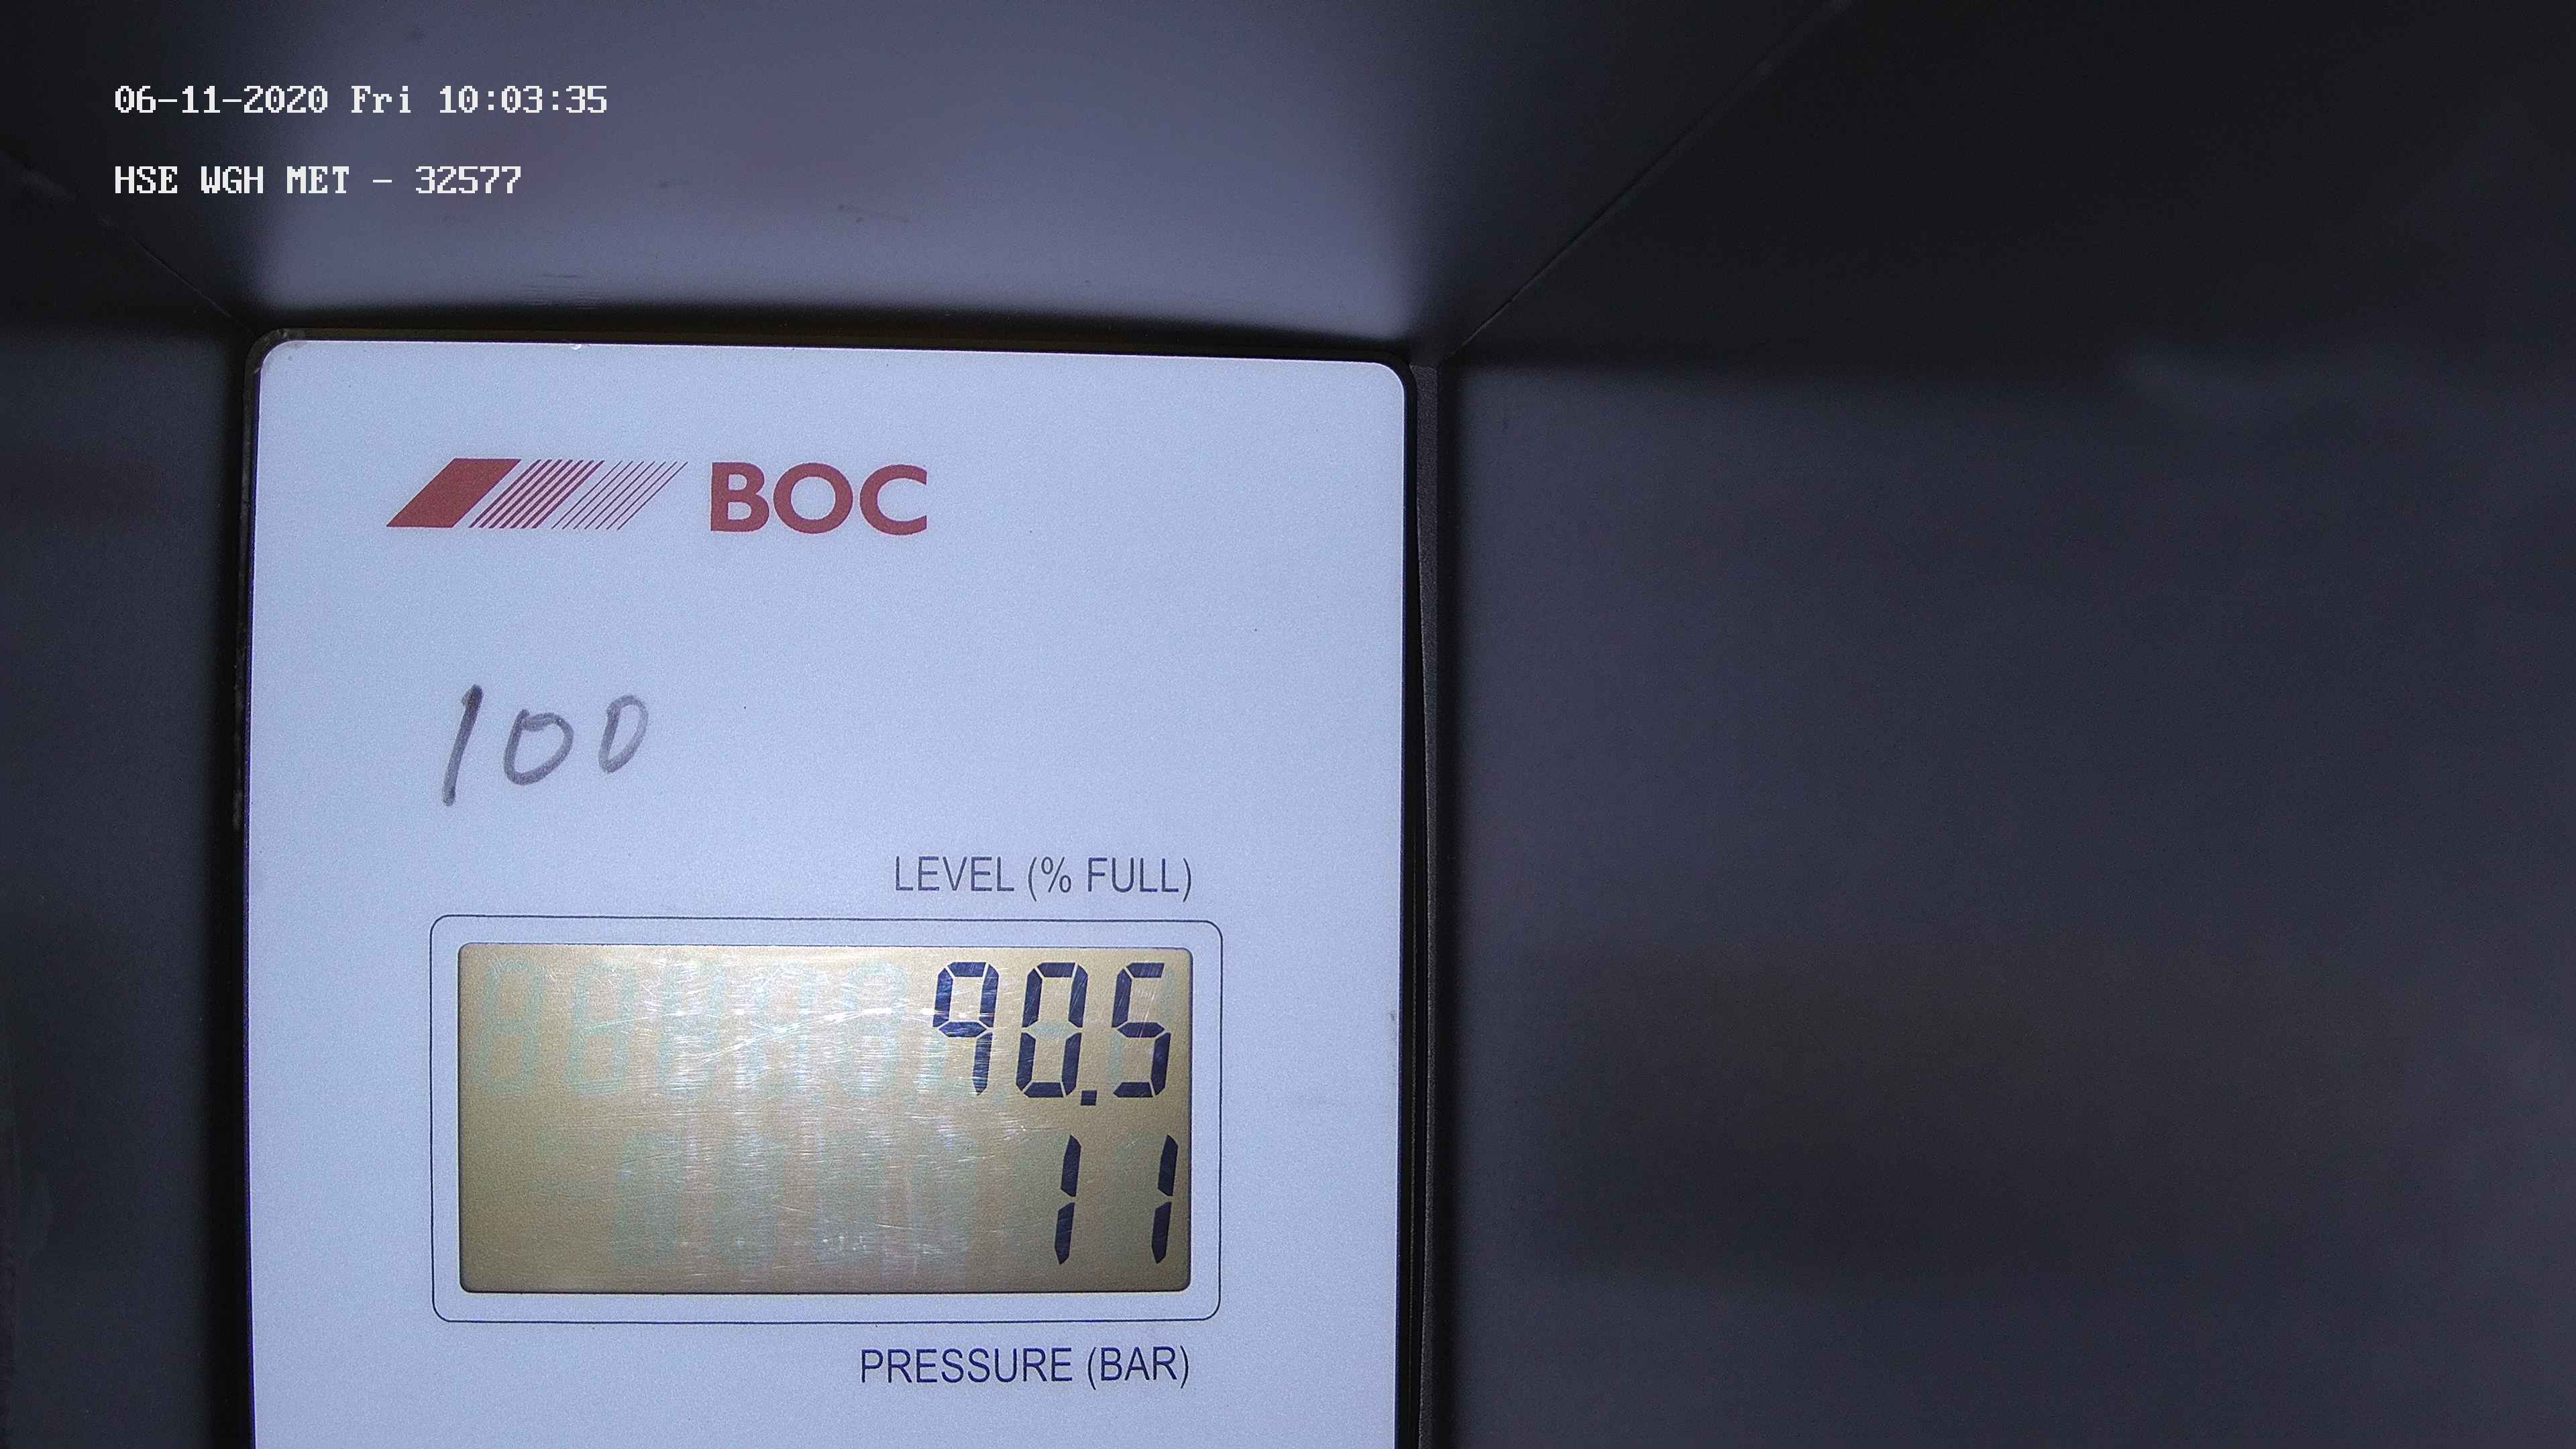 06-11-2020 Fri 10:03:35
HSE WGH MET - 32577
BOC
100
LEVEL (% FULL)
90.5
11
PRESSURE (BAR)